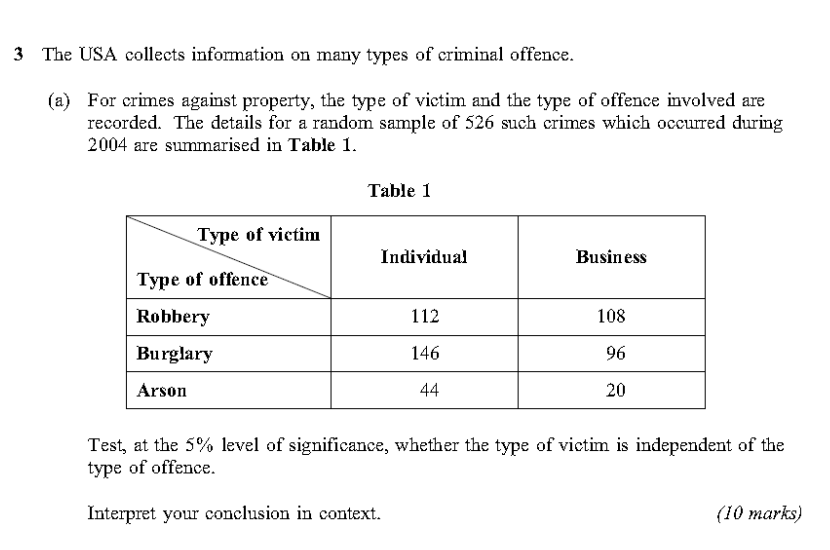 3 The USA collects information on many types of criminal offence.
(a) For crimes against property, the type of victim and the type of offence involved are
recorded. The details for a random sample of 526 such crimes which occurred during
2004 are summarised in Table 1.
Table 1
Type of victim
Type of offence
Individual
Business
Robbery 112 108
Burglary 146 96
Arson 44 20
Test, at the 5% level of significance, whether the type of victim is independent of the
type of offence.
Interpret your conclusion in context. (10 marks)